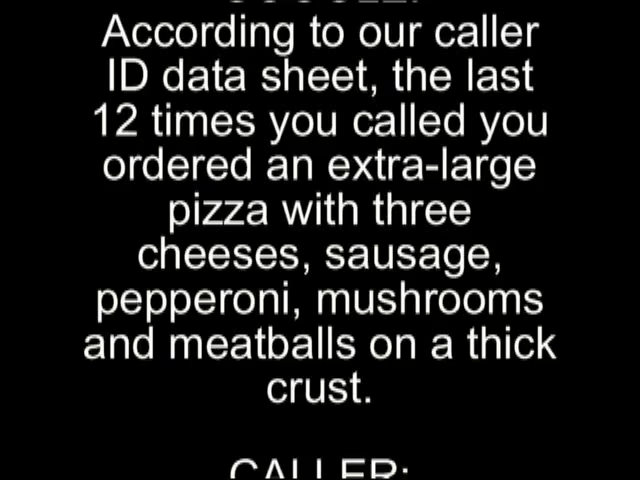 According to our caller
ID data sheet, the last
12 times you called you
ordered an extra-large
pizza with three
cheeses, sausage,
pepperoni, mushrooms
and meatballs on a thick
crust.
CALLER: